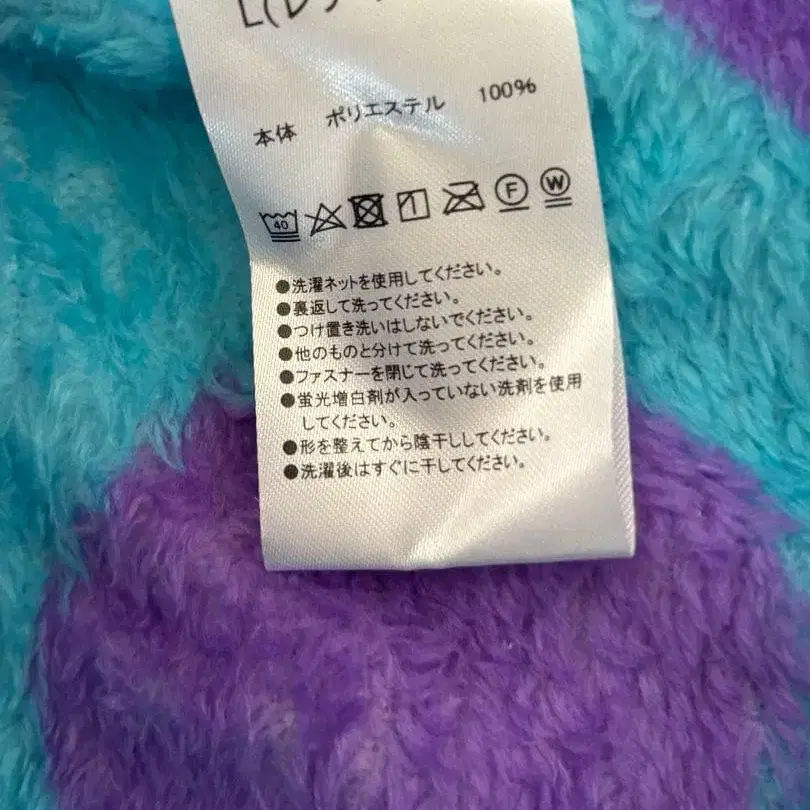 L(レデ
本体 ポリエステル 100%
40 F W
●洗濯ネットを使用してください。
●裏返して洗ってください。
●つけ置き洗いはしないでください。
●他のものと分けて洗ってください。
●ファスナーを閉じて洗ってください。
●蛍光増白剤が入っていない洗剤を使用
してください。
●形を整えてから陰干ししてください。
●洗濯後はすぐに干してください。